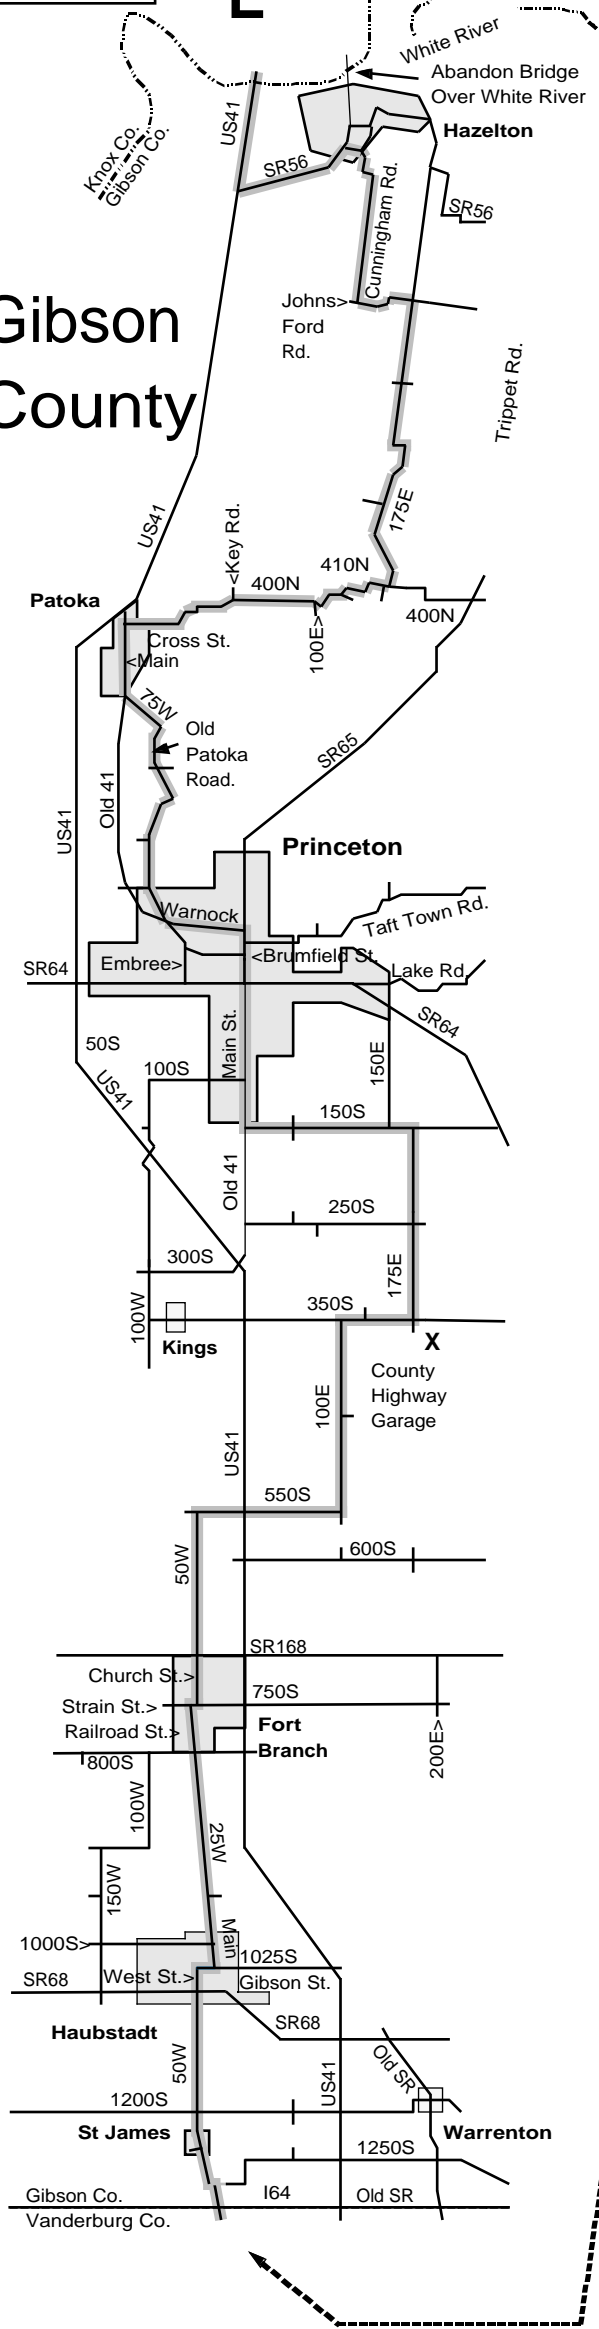 E
White River
Abandon Bridge
Over White River
US41
Hazelton
Knox Co.
Gibson Co.
SR56
Cunningham Rd.
SR56
Gibson
County
Johns>
Ford
Rd.
Trippet Rd.
US41
175E
<Key Rd.
410N
400N
Patoka
400N
100E>
Cross St.
<Main
75W
Old
Patoka
Road.
SR65
Old 41
US41
Princeton
Warnock
Taft Town Rd.
<Brumfield St.
Embree>
Lake Rd.
SR64
SR64
Main St.
50S
150E
100S
US41
150S
Old 41
250S
300S
175E
100W
350S
Kings
X
County
Highway
Garage
100E
US41
550S
600S
50W
SR168
Church St.>
750S
Strain St.>
Railroad St.>
Fort
Branch
200E>
800S
100W
25W
150W
Main
1000S>
1025S
West St.>
Gibson St.
SR68
SR68
Haubstadt
50W
Old SR
US41
1200S
St James
Warrenton
1250S
Gibson Co.
I64
Old SR
Vanderburg Co.